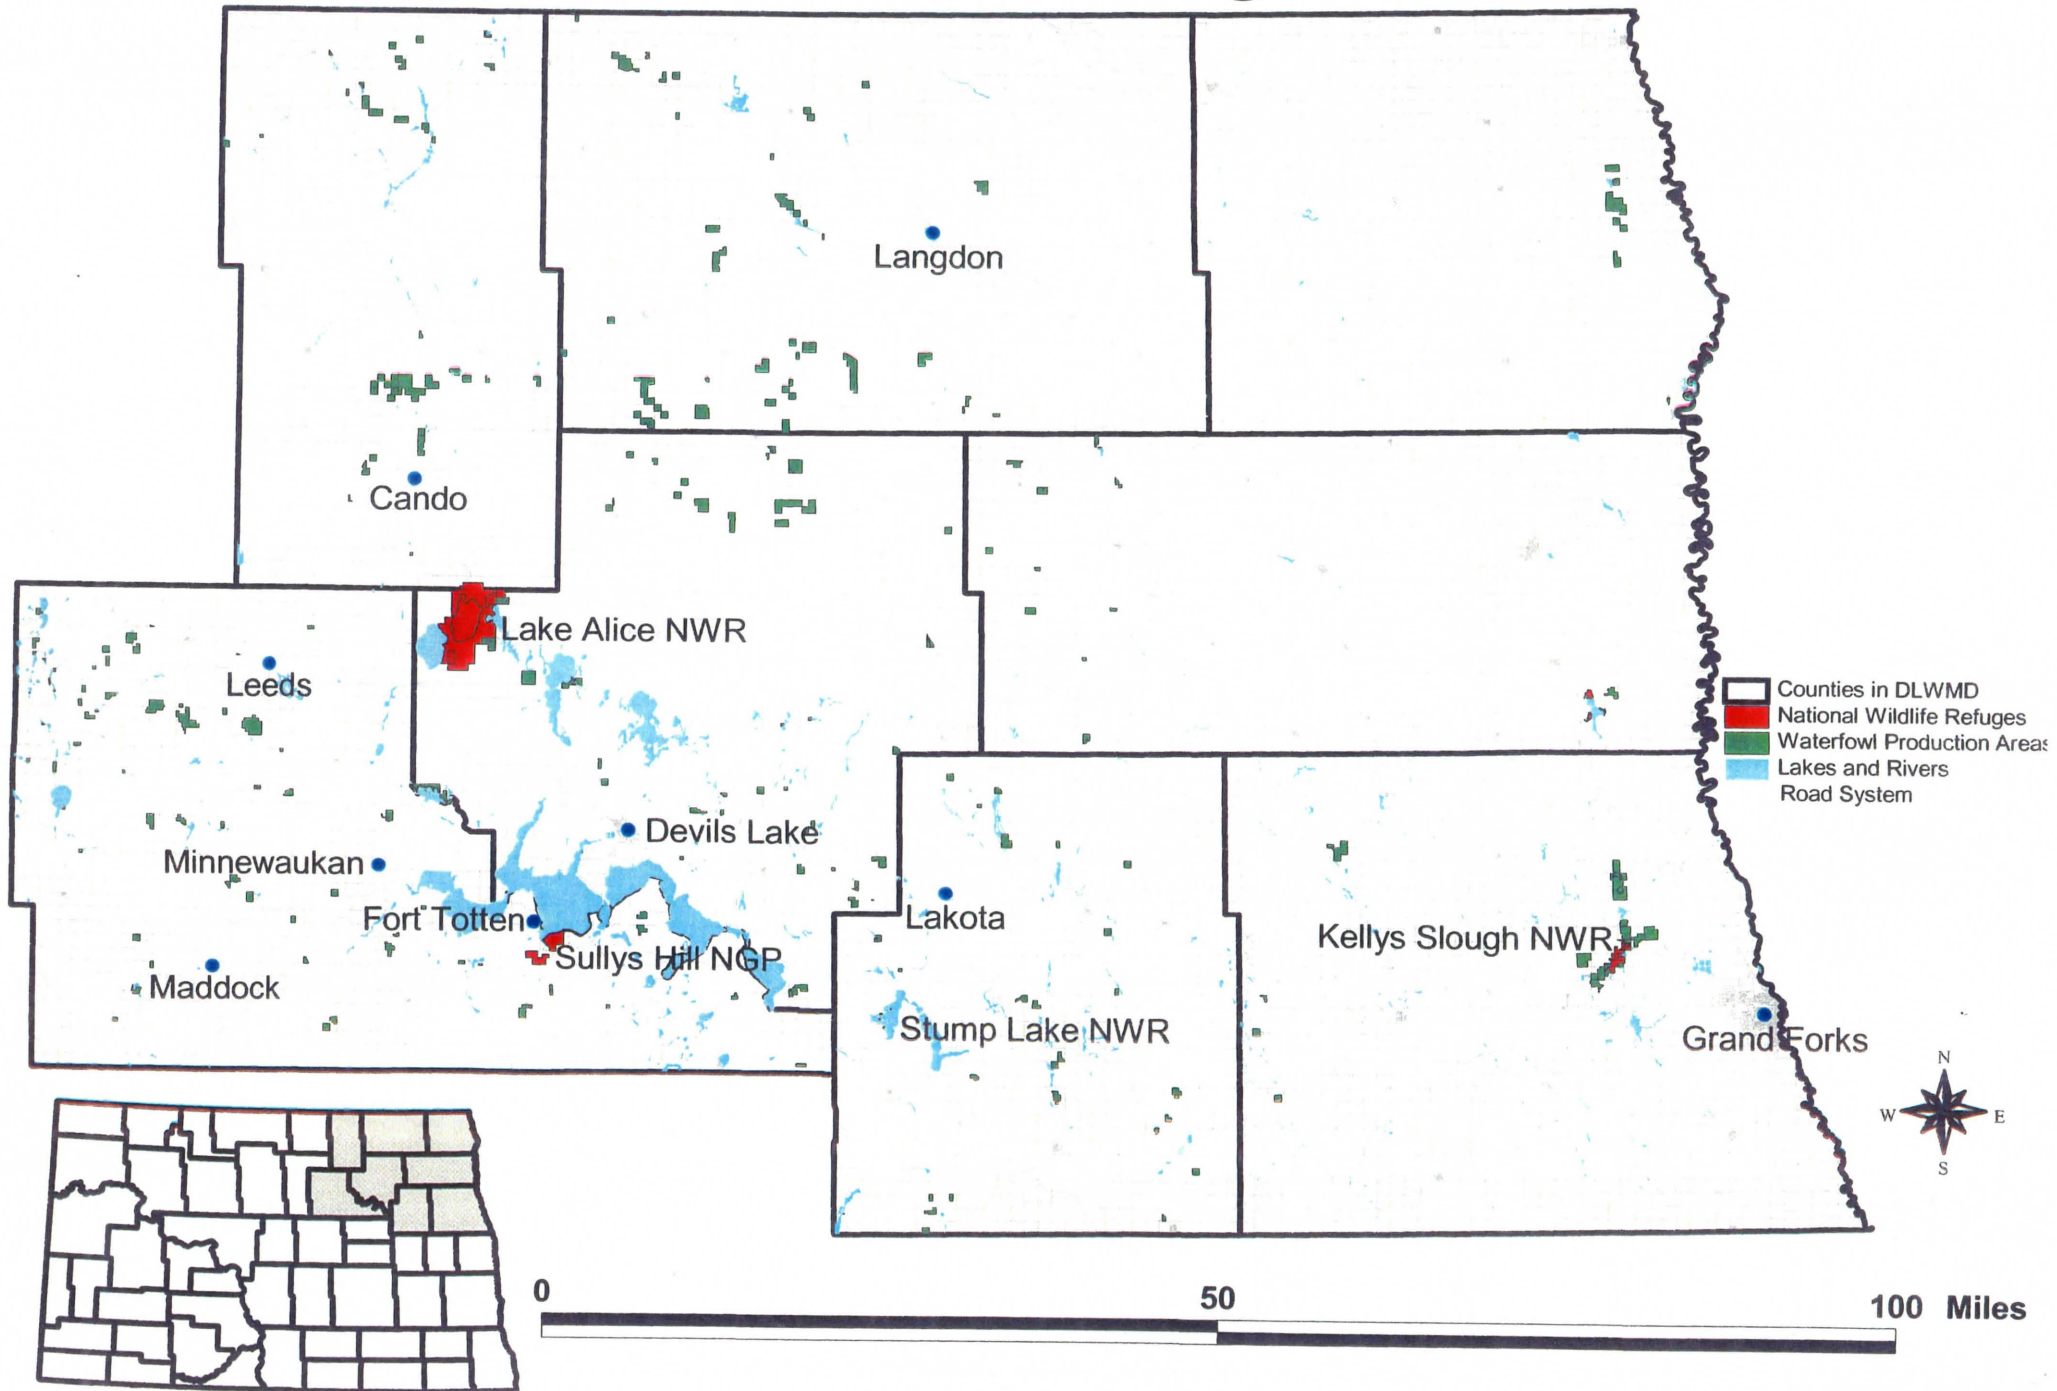 Langdon
Cando
Lake Alice NWR
Leeds
Counties in DLWMD
National Wildlife Refuges
Waterfowl Production Areas
Lakes and Rivers
Road System
Devils Lake
Minnewaukan
Fort Totten
Lakota
Kellys Slough NWR
Sullys Hill NGP
Maddock
Stump Lake NWR
Grand Forks
N
W
E
S
0
50
100 Miles